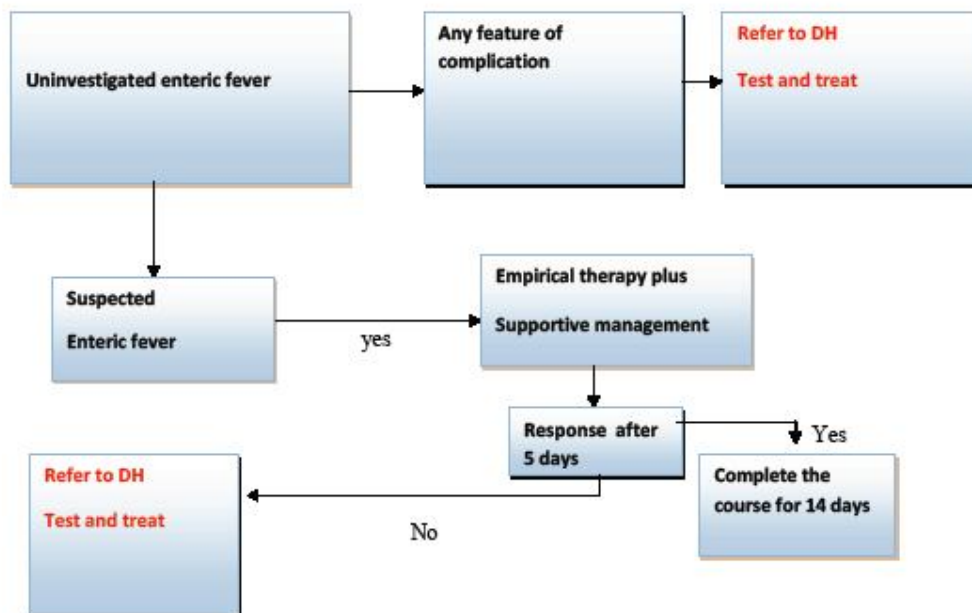 Uninvestigated enteric fever
Any feature of
complication
Refer to DH
Test and treat
Suspected
Enteric fever
yes
Empirical therapy plus
Supportive management
Response after
5 days
Yes
Complete the
course for 14 days
No
Refer to DH
Test and treat